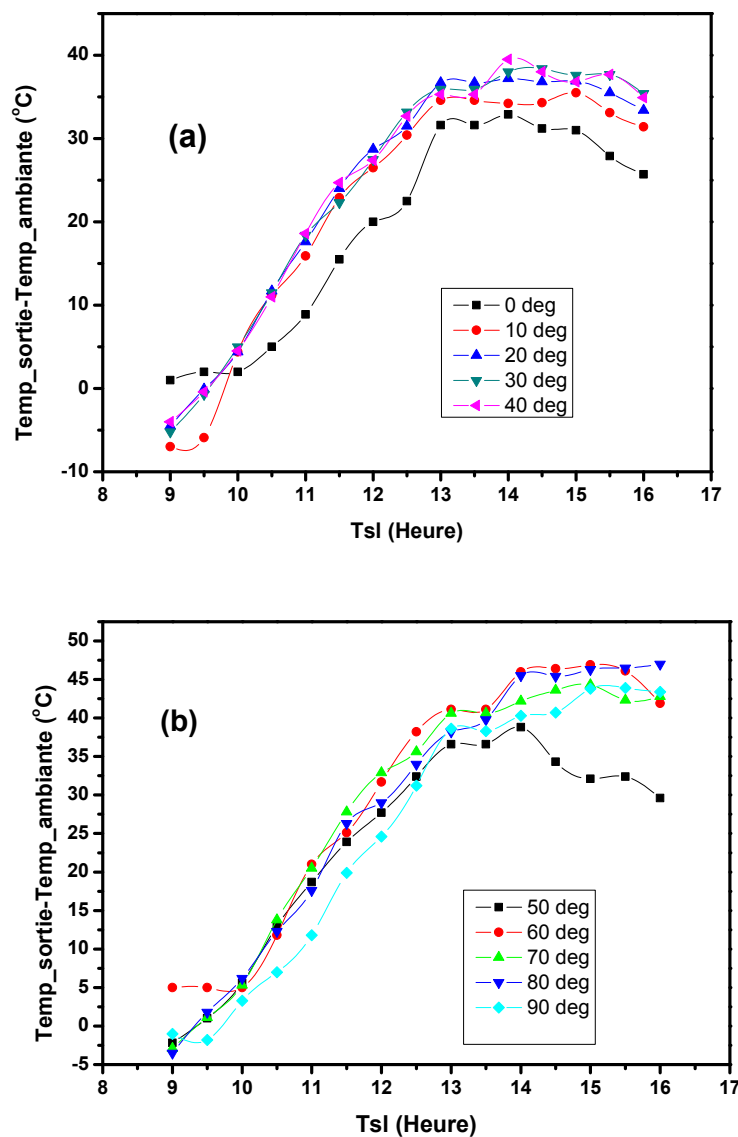 Temp_sortie-Temp_ambiante (°C)
40
30
20
10
0
-10
(a)
0 deg
10 deg
20 deg
30 deg
40 deg
8 9 10 11 12 13 14 15 16 17
Tsl (Heure)
Temp_sortie-Temp_ambiante (°C)
50
45
40
35
30
25
20
15
10
5
0
-5
(b)
50 deg
60 deg
70 deg
80 deg
90 deg
8 9 10 11 12 13 14 15 16 17
Tsl (Heure)